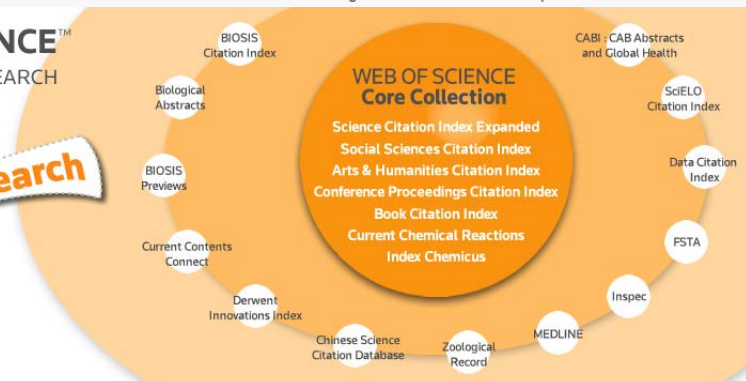 NCE™
EARCH
earch
BIOSIS
Citation Index
Biological
Abstracts
BIOSIS
Previews
Current Contents
Connect
Derwent
Innovations Index
Chinese Science
Citation Database
Zoological
Record
MEDLINE
Inspec
FSTA
Data Citation
Index
SciELO
Citation Index
CABI : CAB Abstracts
and Global Health
WEB OF SCIENCE
Core Collection
Science Citation Index Expanded
Social Sciences Citation Index
Arts & Humanities Citation Index
Conference Proceedings Citation Index
Book Citation Index
Current Chemical Reactions
Index Chemicus